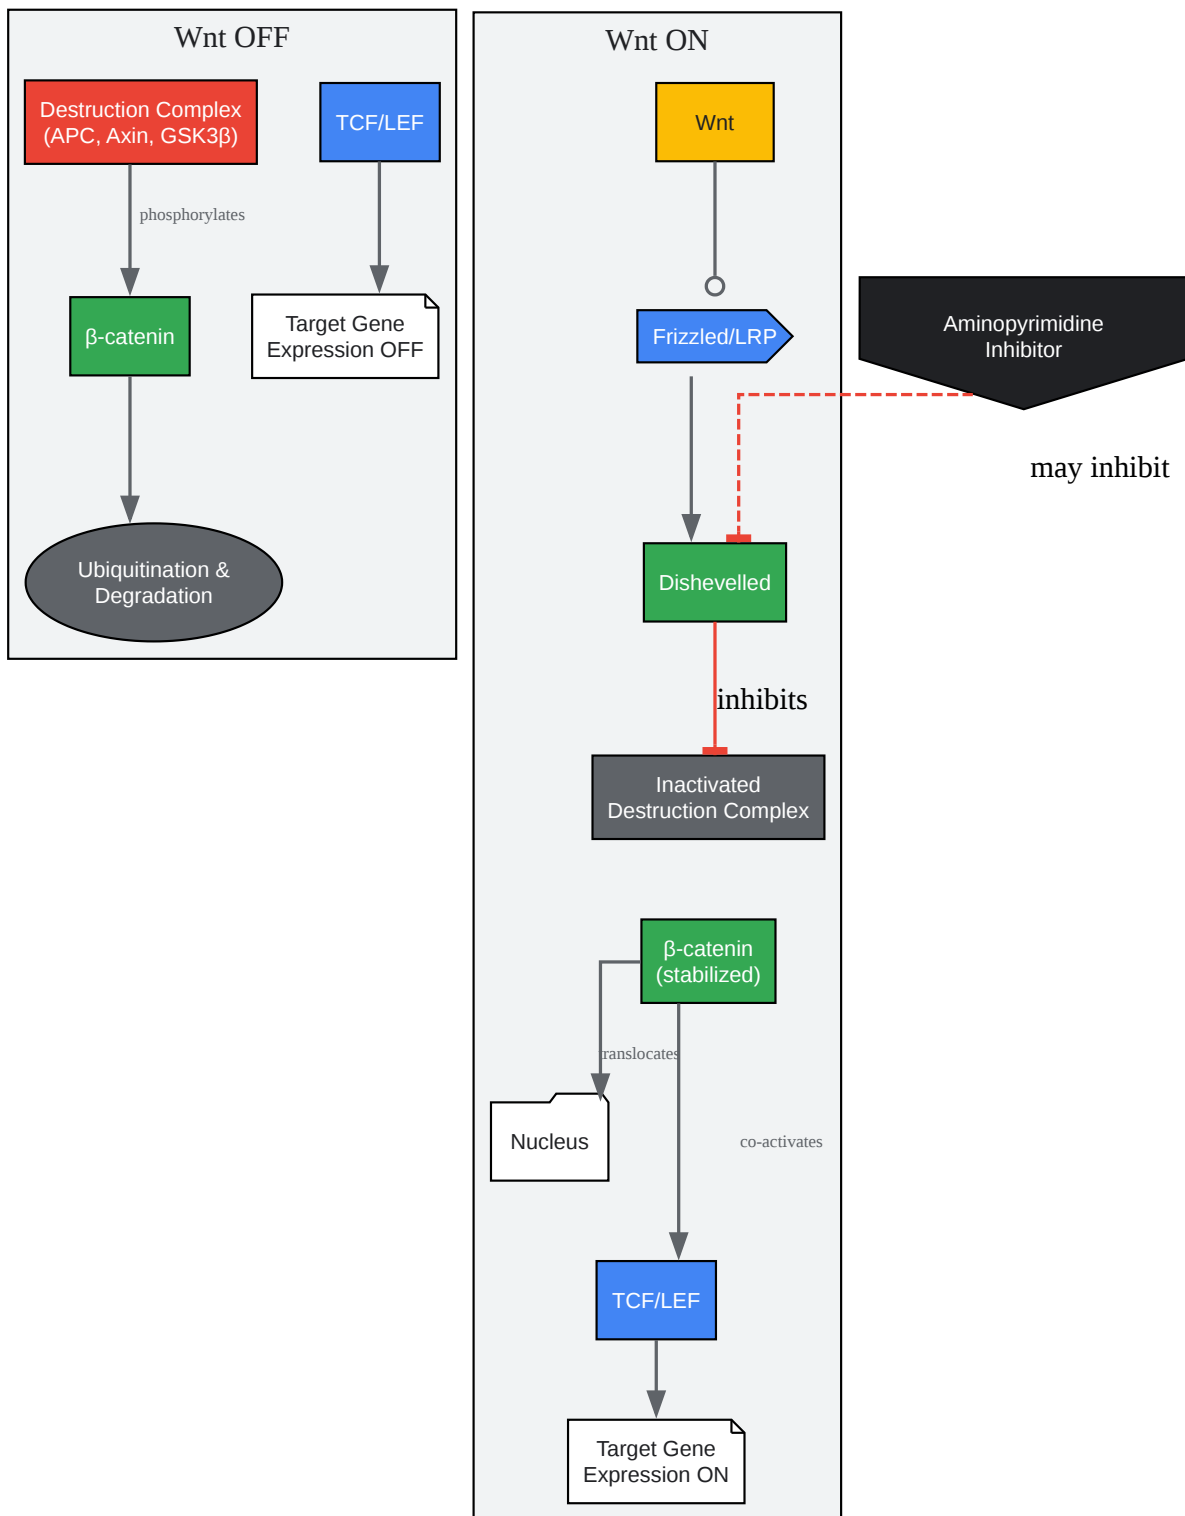 Wnt OFF
Destruction Complex
(APC, Axin, GSK3β)
TCF/LEF
phosphorylates
β-catenin
Target Gene
Expression OFF
Ubiquitination &
Degradation
Wnt ON
Wnt
Frizzled/LRP
Aminopyrimidine
Inhibitor
may inhibit
Dishevelled
inhibits
Inactivated
Destruction Complex
β-catenin
(stabilized)
translocates
Nucleus
co-activates
TCF/LEF
Target Gene
Expression ON